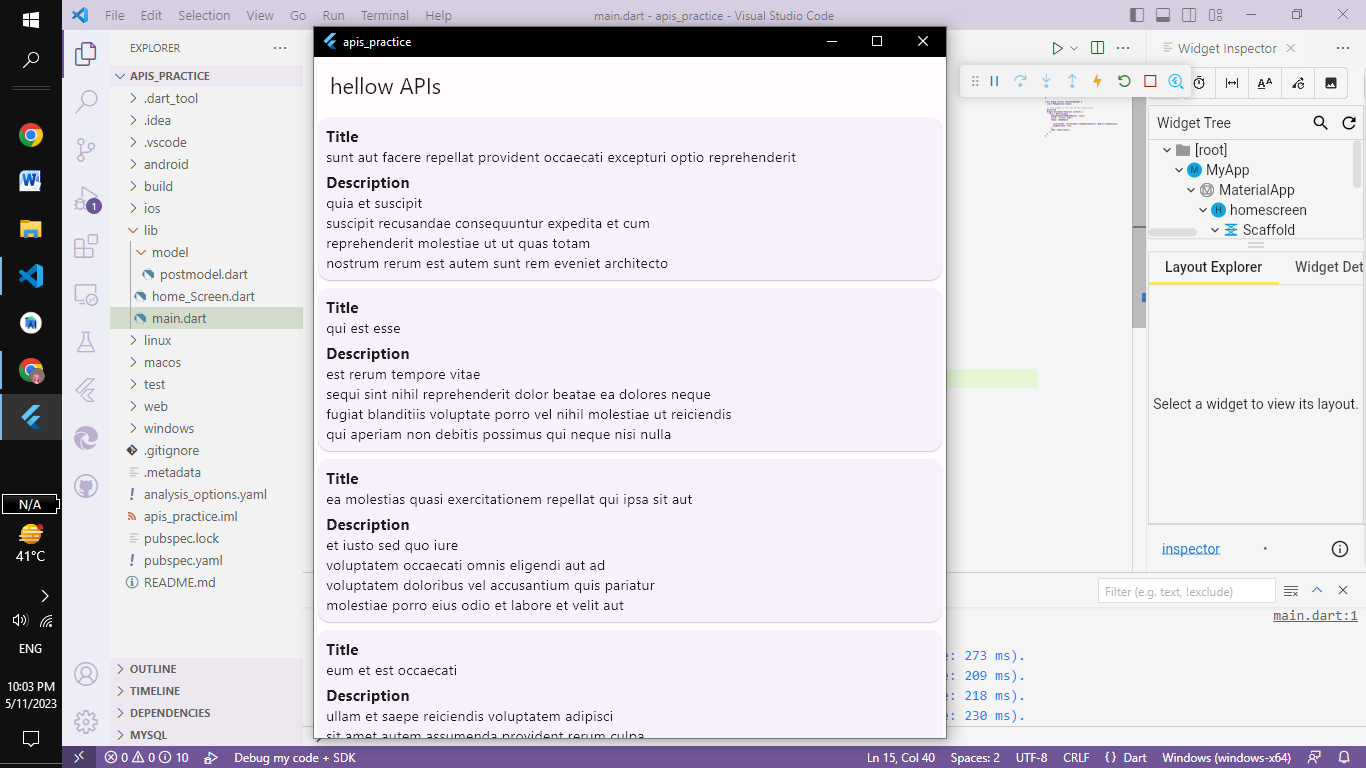 File Edit Selection View Go Run Terminal Help
main.dart - apis_practice - Visual Studio Code
EXPLORER
APIS_PRACTICE
.dart_tool
.idea
.vscode
android
build
ios
lib
model
postmodel.dart
home_Screen.dart
main.dart
linux
macos
test
web
windows
.gitignore
.metadata
analysis_options.yaml
apis_practice.iml
pubspec.lock
pubspec.yaml
README.md
OUTLINE
TIMELINE
DEPENDENCIES
MYSQL
1
N/A
41°C
ENG
10:03 PM
5/11/2023
apis_practice
hellow APIs
Title
sunt aut facere repellat provident occaecati excepturi optio reprehenderit
Description
quia et suscipit
suscipit recusandae consequuntur expedita et cum
reprehenderit molestiae ut ut quas totam
nostrum rerum est autem sunt rem eveniet architecto
Title
qui est esse
Description
est rerum tempore vitae
sequi sint nihil reprehenderit dolor beatae ea dolores neque
fugiat blanditiis voluptate porro vel nihil molestiae ut reiciendis
qui aperiam non debitis possimus qui neque nisi nulla
Title
ea molestias quasi exercitationem repellat qui ipsa sit aut
Description
et iusto sed quo iure
voluptatem occaecati omnis eligendi aut ad
voluptatem doloribus vel accusantium quis pariatur
molestiae porro eius odio et labore et velit aut
Title
eum et est occaecati
Description
ullam et saepe reiciendis voluptatem adipisci
sit amet autem assumenda provident rerum culpa
Widget Inspector
Widget Tree
[root]
MyApp
MaterialApp
homescreen
Scaffold
Layout Explorer Widget Det
Select a widget to view its layout.
inspector
Filter (e.g. text, !exclude)
main.dart:1
: 273 ms).
: 209 ms).
: 218 ms).
: 230 ms).
0 0 10 Debug my code + SDK
Ln 15, Col 40 Spaces: 2 UTF-8 CRLF {} Dart Windows (windows-x64)